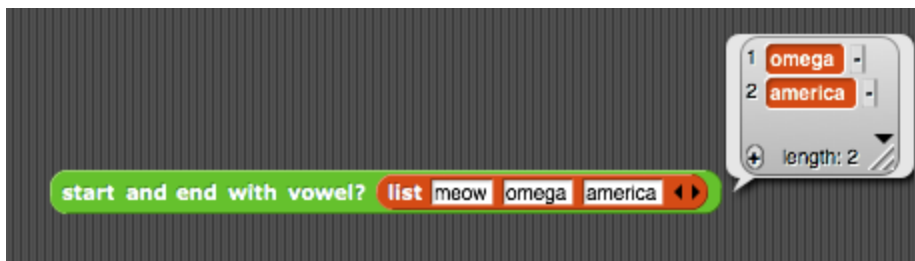 1 omega -
2 america -
+ length: 2
start and end with vowel? list meow omega america